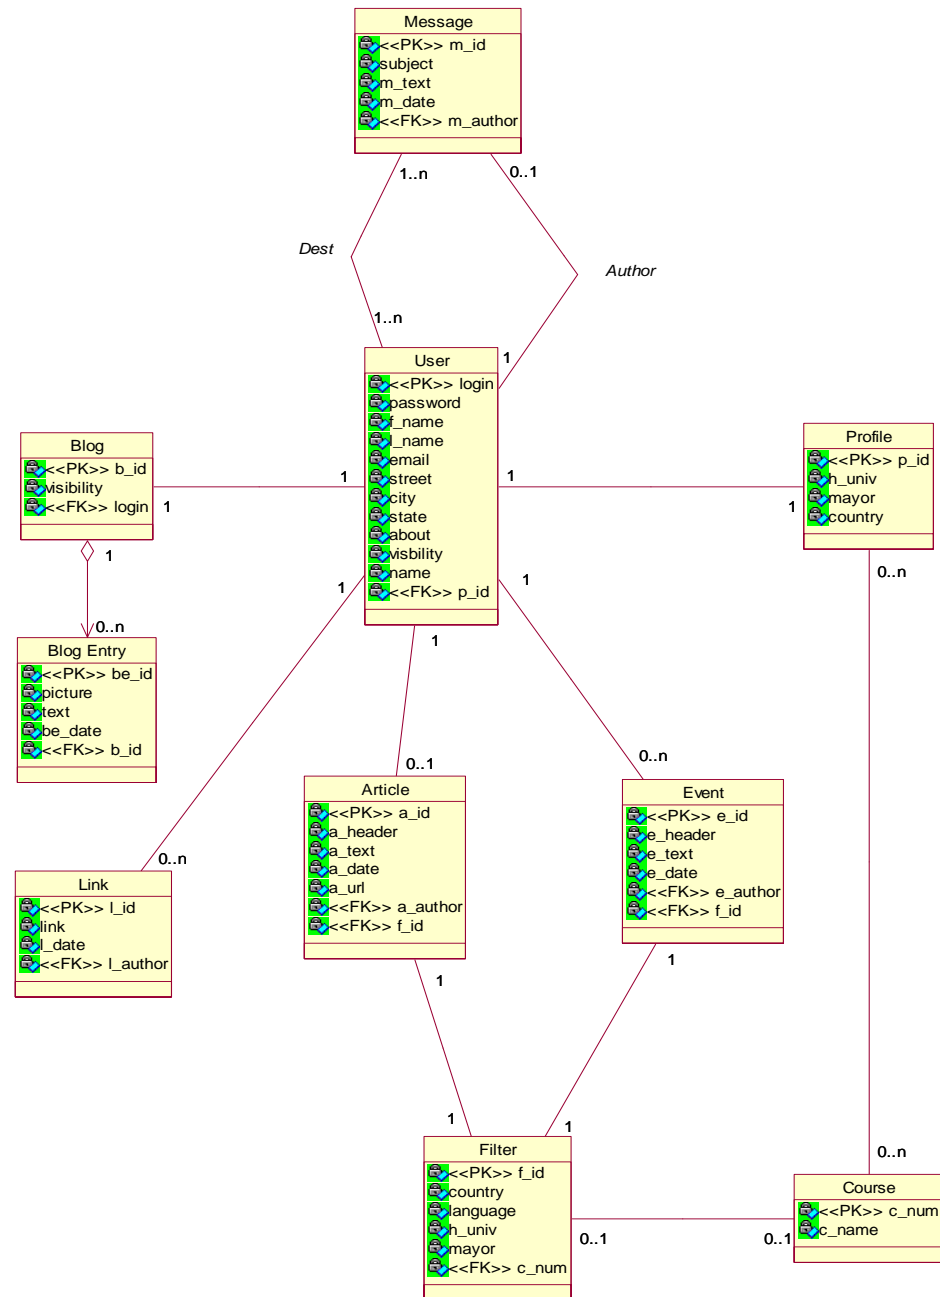 Message
<<PK>> m_id
subject
m_text
m_date
<<FK>> m_author
1..n
0..1
Dest
Author
1..n
1
User
<<PK>> login
password
f_name
l_name
email
street
city
state
about
visbility
name
<<FK>> p_id
Blog
<<PK>> b_id
visibility
<<FK>> login
1
1
1
1
Profile
<<PK>> p_id
h_univ
mayor
country
1
0..n
Blog Entry
<<PK>> be_id
picture
text
be_date
<<FK>> b_id
1
1
1
0..n
0..n
0..1
0..n
Link
<<PK>> l_id
link
l_date
<<FK>> l_author
Article
<<PK>> a_id
a_header
a_text
a_date
a_url
<<FK>> a_author
<<FK>> f_id
Event
<<PK>> e_id
e_header
e_text
e_date
<<FK>> e_author
<<FK>> f_id
1
1
1
1
0..n
Filter
<<PK>> f_id
country
language
h_univ
mayor
<<FK>> c_num
0..1
0..1
Course
<<PK>> c_num
c_name